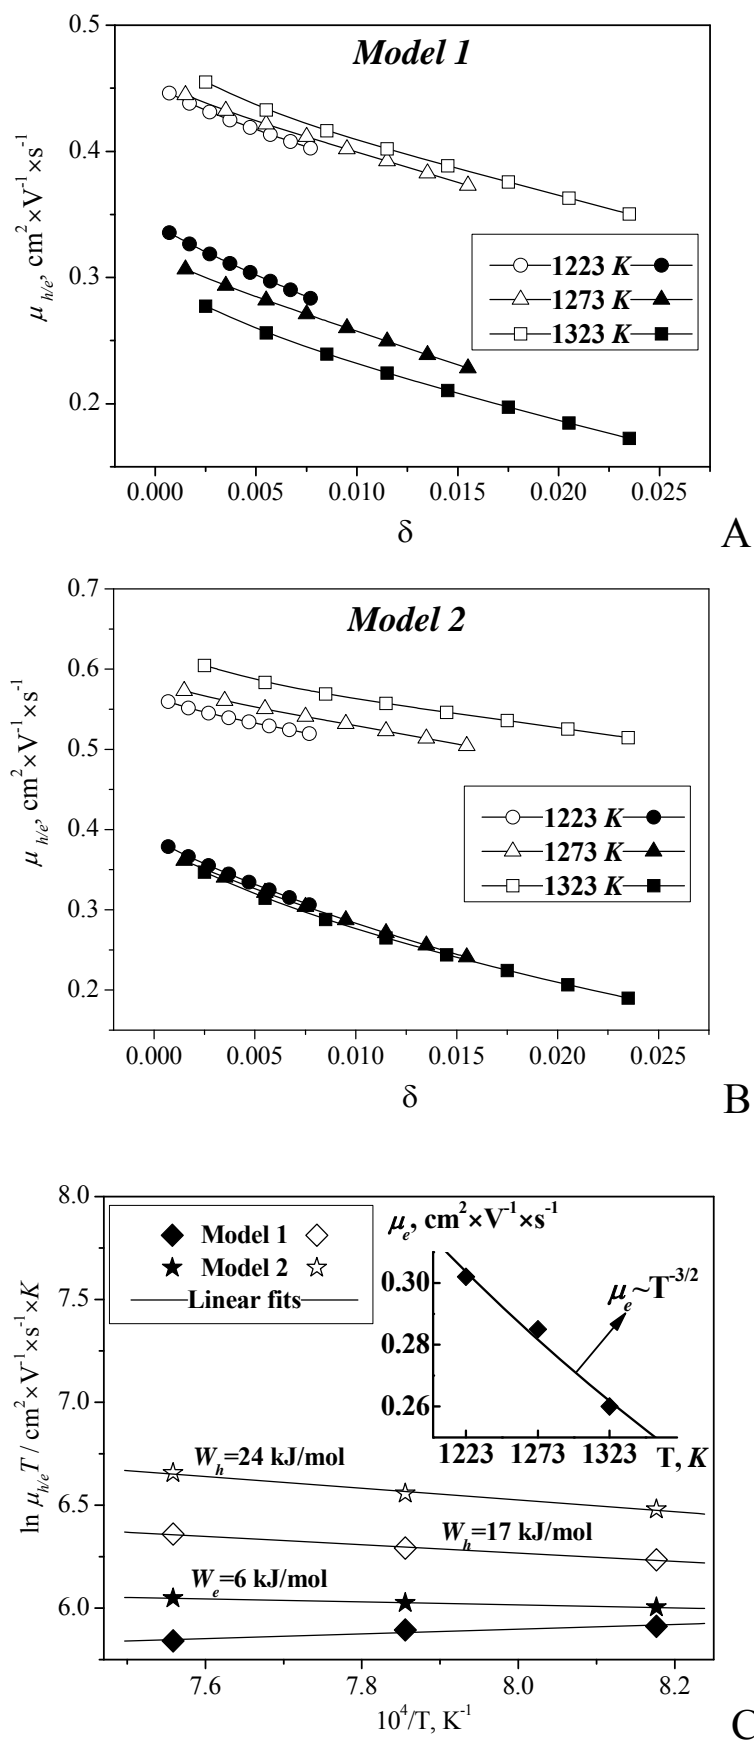 Model 1
0.5
0.4
0.3
0.2
μ h/e, cm²×V⁻¹×s⁻¹
1223 K
1273 K
1323 K
0.000 0.005 0.010 0.015 0.020 0.025
δ
A
Model 2
0.7
0.6
0.5
0.4
0.3
0.2
μ h/e, cm²×V⁻¹×s⁻¹
1223 K
1273 K
1323 K
0.000 0.005 0.010 0.015 0.020 0.025
δ
B
8.0
7.5
7.0
6.5
6.0
ln μh/eT / cm²×V⁻¹×s⁻¹×K
Model 1
Model 2
Linear fits
μe, cm²×V⁻¹×s⁻¹
0.30
0.28
0.26
μe~T⁻³/²
1223 1273 1323 T, K
Wh=24 kJ/mol
Wh=17 kJ/mol
We=6 kJ/mol
7.6 7.8 8.0 8.2
10⁴/T, K⁻¹
C